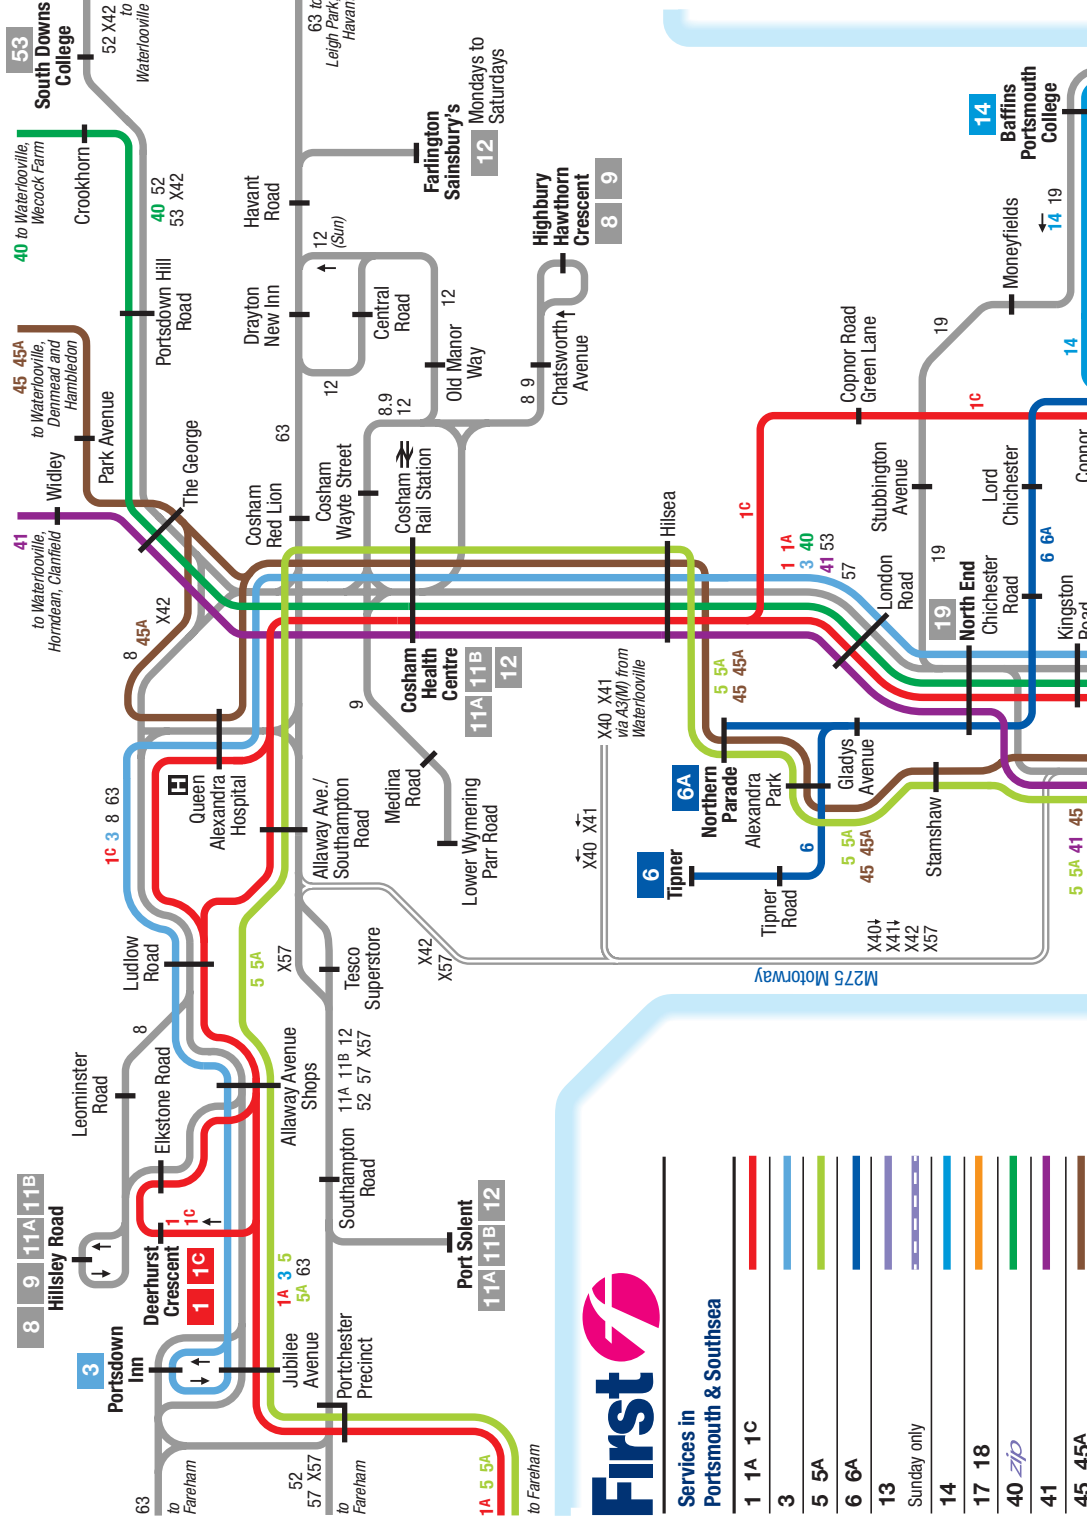 53
South Downs
College
52 X42
to
Waterlooville
63 to
Leigh Park,
Havan
40 to Waterlooville,
Wecock Farm
Crookhorn
40 52
53 X42
Portsdown Hill
Road
45 45A
to Waterlooville,
Denmead and
Hambledon
Park Avenue
41
Widley
to Waterlooville,
Horndean, Clanfield
The George
X42
45A
8
Havant
Road
Farlington
Sainsbury's
12
Mondays to
Saturdays
12
(Sun)
Drayton
New Inn
Central
Road
12
12
Old Manor
Way
Highbury
Hawthorn
Crescent
8 9
Chatsworth
Avenue
8 9
63
8.9
12
Cosham
Red Lion
Cosham
Wayte Street
Cosham
Rail Station
Cosham
Health
Centre
11A 11B
12
Hilsea
9
Medina
Road
Lower Wymering
Parr Road
H
Queen
Alexandra
Hospital
1C 3 8 63
Allaway Ave./
Southampton
Road
Ludlow
Road
5 5A
X57
Tesco
Superstore
X42
X57
8
Leominster
Road
Elkstone Road
Allaway Avenue
Shops
11A 11B 12
52 57 X57
Southampton
Road
Port Solent
11A 11B 12
8 9 11A 11B
Hillsley Road
Deerhurst
Crescent
1 1C
1
1C
1A 3 5
5A 63
3
Portsdown
Inn
Jubilee
Avenue
Portchester
Precinct
63
to
Fareham
52
57 X57
to
Fareham
1A 5 5A
to Fareham
14
Baffins
Portsmouth
College
14 19
Moneyfields
19
14
Copnor Road
Green Lane
1C
1C
Stubbington
Avenue
19
Lord
Chichester
6 6A
Chichester
Road
1 1A
3 40
41 53
57
London
Road
19
North End
Kingston
X40 X41
via A3(M) from
Waterlooville
X40 X41
5 5A
45 45A
6A
Northern
Parade
Alexandra
Park
Gladys
Avenue
6
Tipner
Tipner
Road
6
5 5A
45 45A
Stamshaw
5 5A 41 45
X40
X41
X42
X57
M275 Motorway
First
Services in
Portsmouth & Southsea
1 1A 1C
3
5 5A
6 6A
13
Sunday only
14
17 18
40 zip
41
45 45A